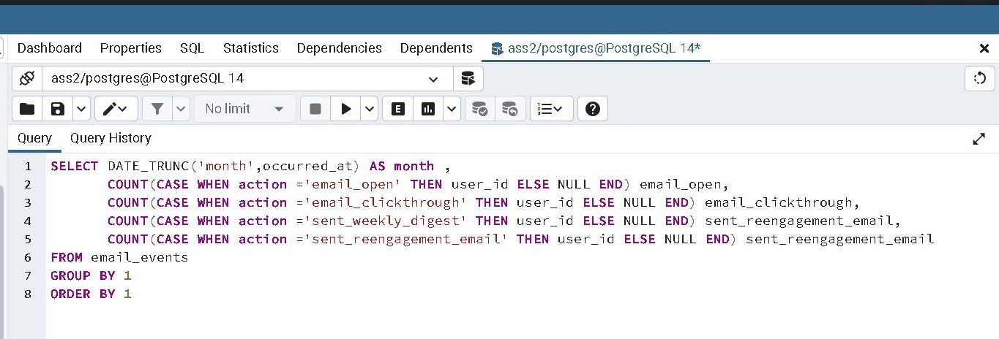 Dashboard Properties SQL Statistics Dependencies Dependents ass2/postgres@PostgreSQL 14*
ass2/postgres@PostgreSQL 14
No limit
Query Query History
1 SELECT DATE_TRUNC('month',occurred_at) AS month ,
2 COUNT(CASE WHEN action ='email_open' THEN user_id ELSE NULL END) email_open,
3 COUNT(CASE WHEN action ='email_clickthrough' THEN user_id ELSE NULL END) email_clickthrough,
4 COUNT(CASE WHEN action ='sent_weekly_digest' THEN user_id ELSE NULL END) sent_reengagement_email,
5 COUNT(CASE WHEN action ='sent_reengagement_email' THEN user_id ELSE NULL END) sent_reengagement_email
6 FROM email_events
7 GROUP BY 1
8 ORDER BY 1